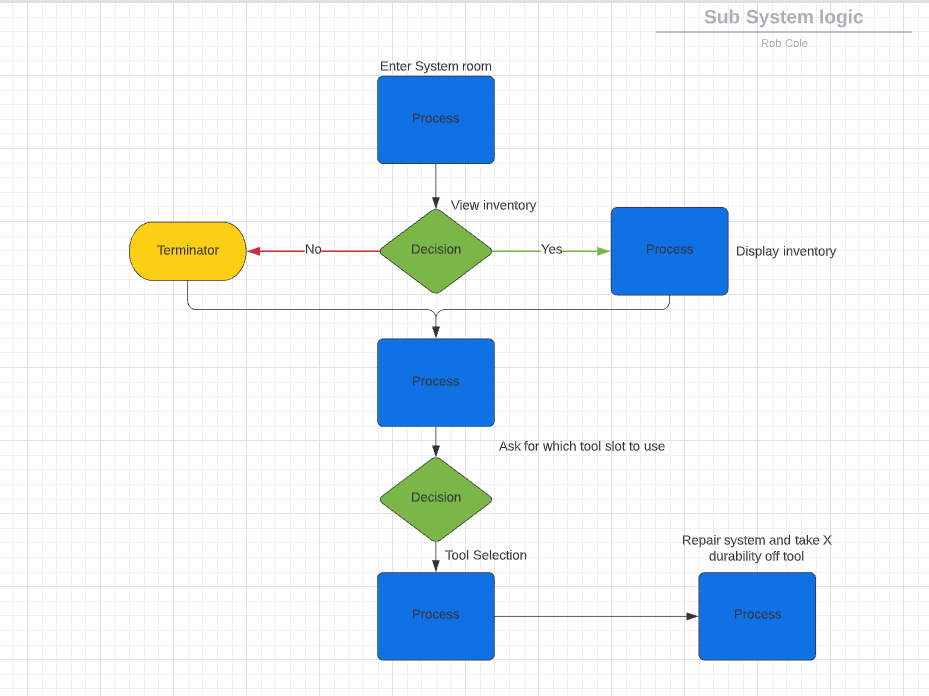 Sub System logic
Rob Cole
Enter System room
Process
View inventory
Terminator
No
Decision
Yes
Process
Display inventory
Process
Ask for which tool slot to use
Decision
Tool Selection
Repair system and take X
durability off tool
Process
Process